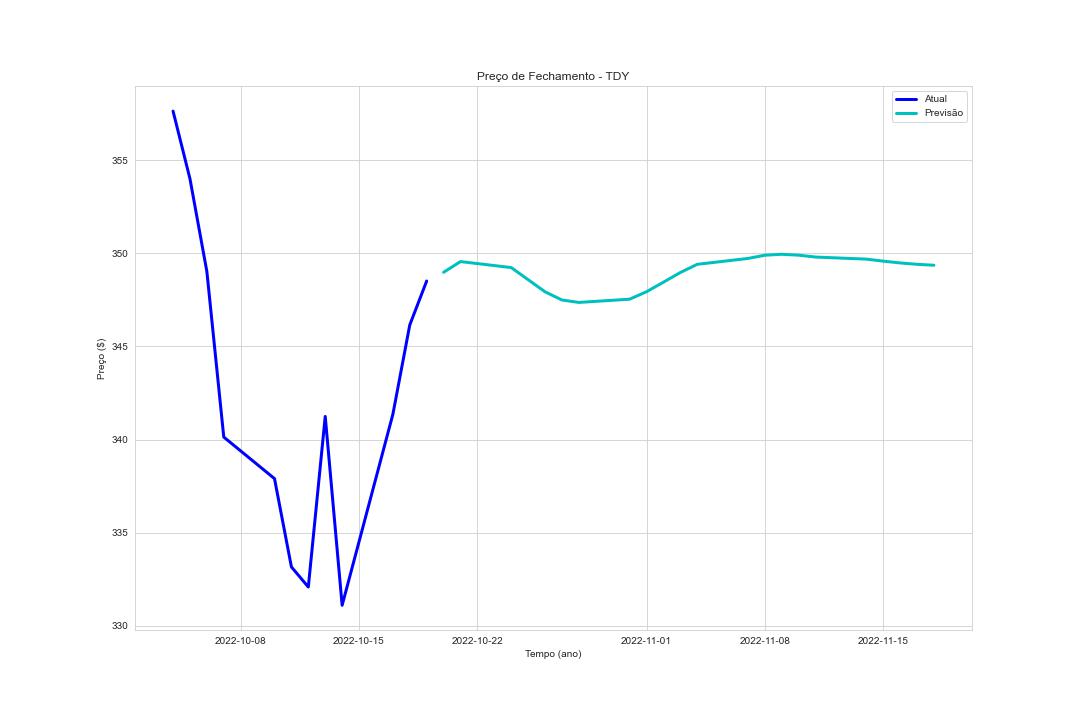 Preço de Fechamento - TDY
Atual
Previsão
355
350
345
340
335
330
Preço ($)
2022-10-08
2022-10-15
2022-10-22
2022-11-01
2022-11-08
2022-11-15
Tempo (ano)